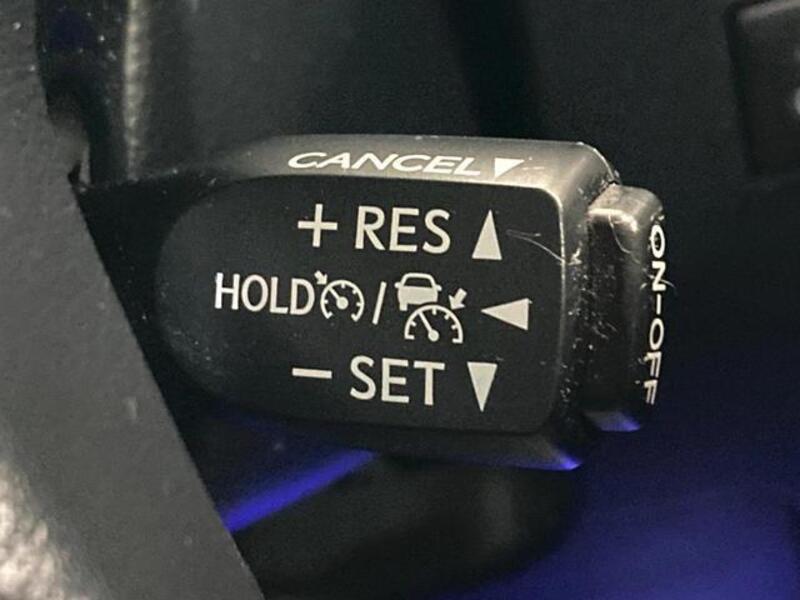 CANCEL▼
+ RES ▲
HOLD / ◀
- SET ▼
ON-OFF